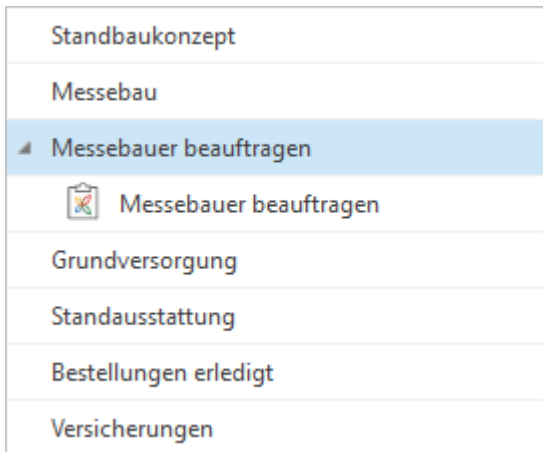 Standbaukonzept
Messebau
Messebauer beauftragen
Messebauer beauftragen
Grundversorgung
Standausstattung
Bestellungen erledigt
Versicherungen